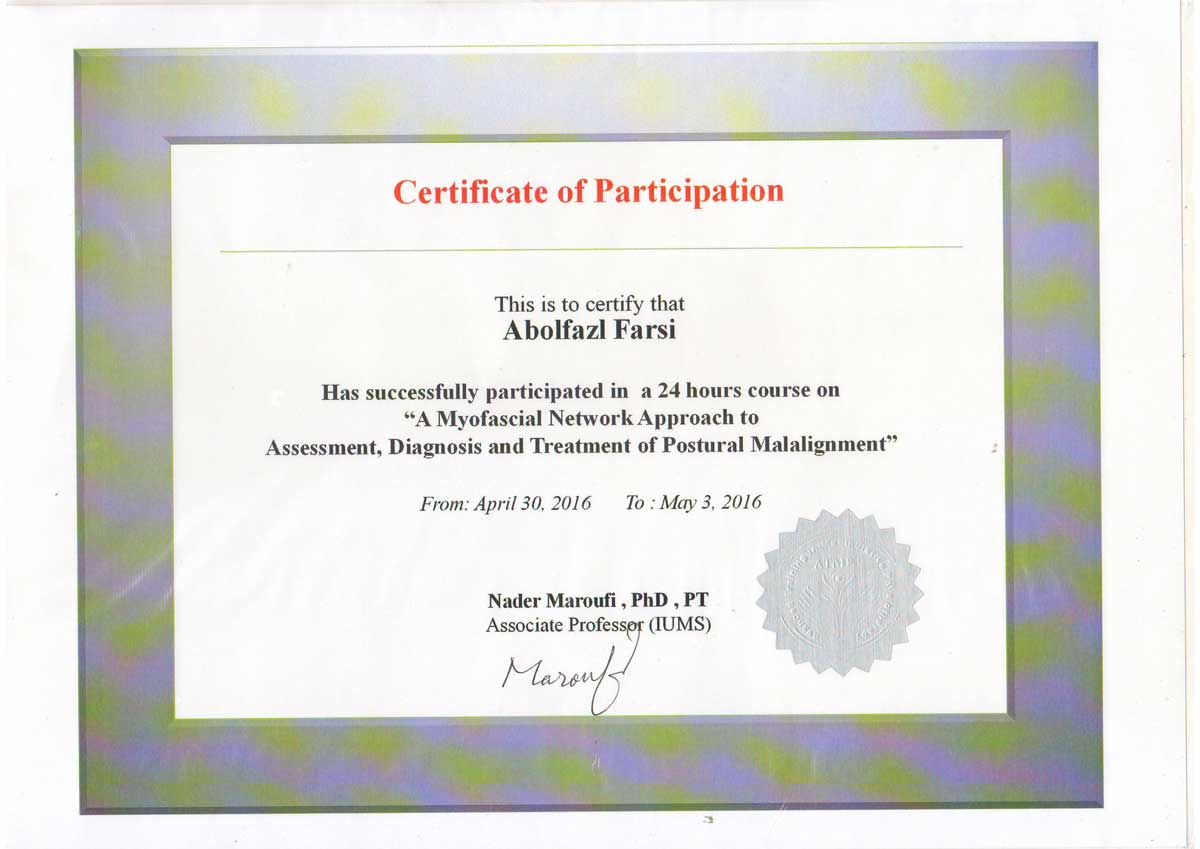 Certificate of Participation
This is to certify that
Abolfazl Farsi
Has successfully participated in a 24 hours course on
“A Myofascial Network Approach to
Assessment, Diagnosis and Treatment of Postural Malalignment”
From: April 30, 2016 To : May 3, 2016
Nader Maroufi , PhD , PT
Associate Professor (IUMS)
Maroufi